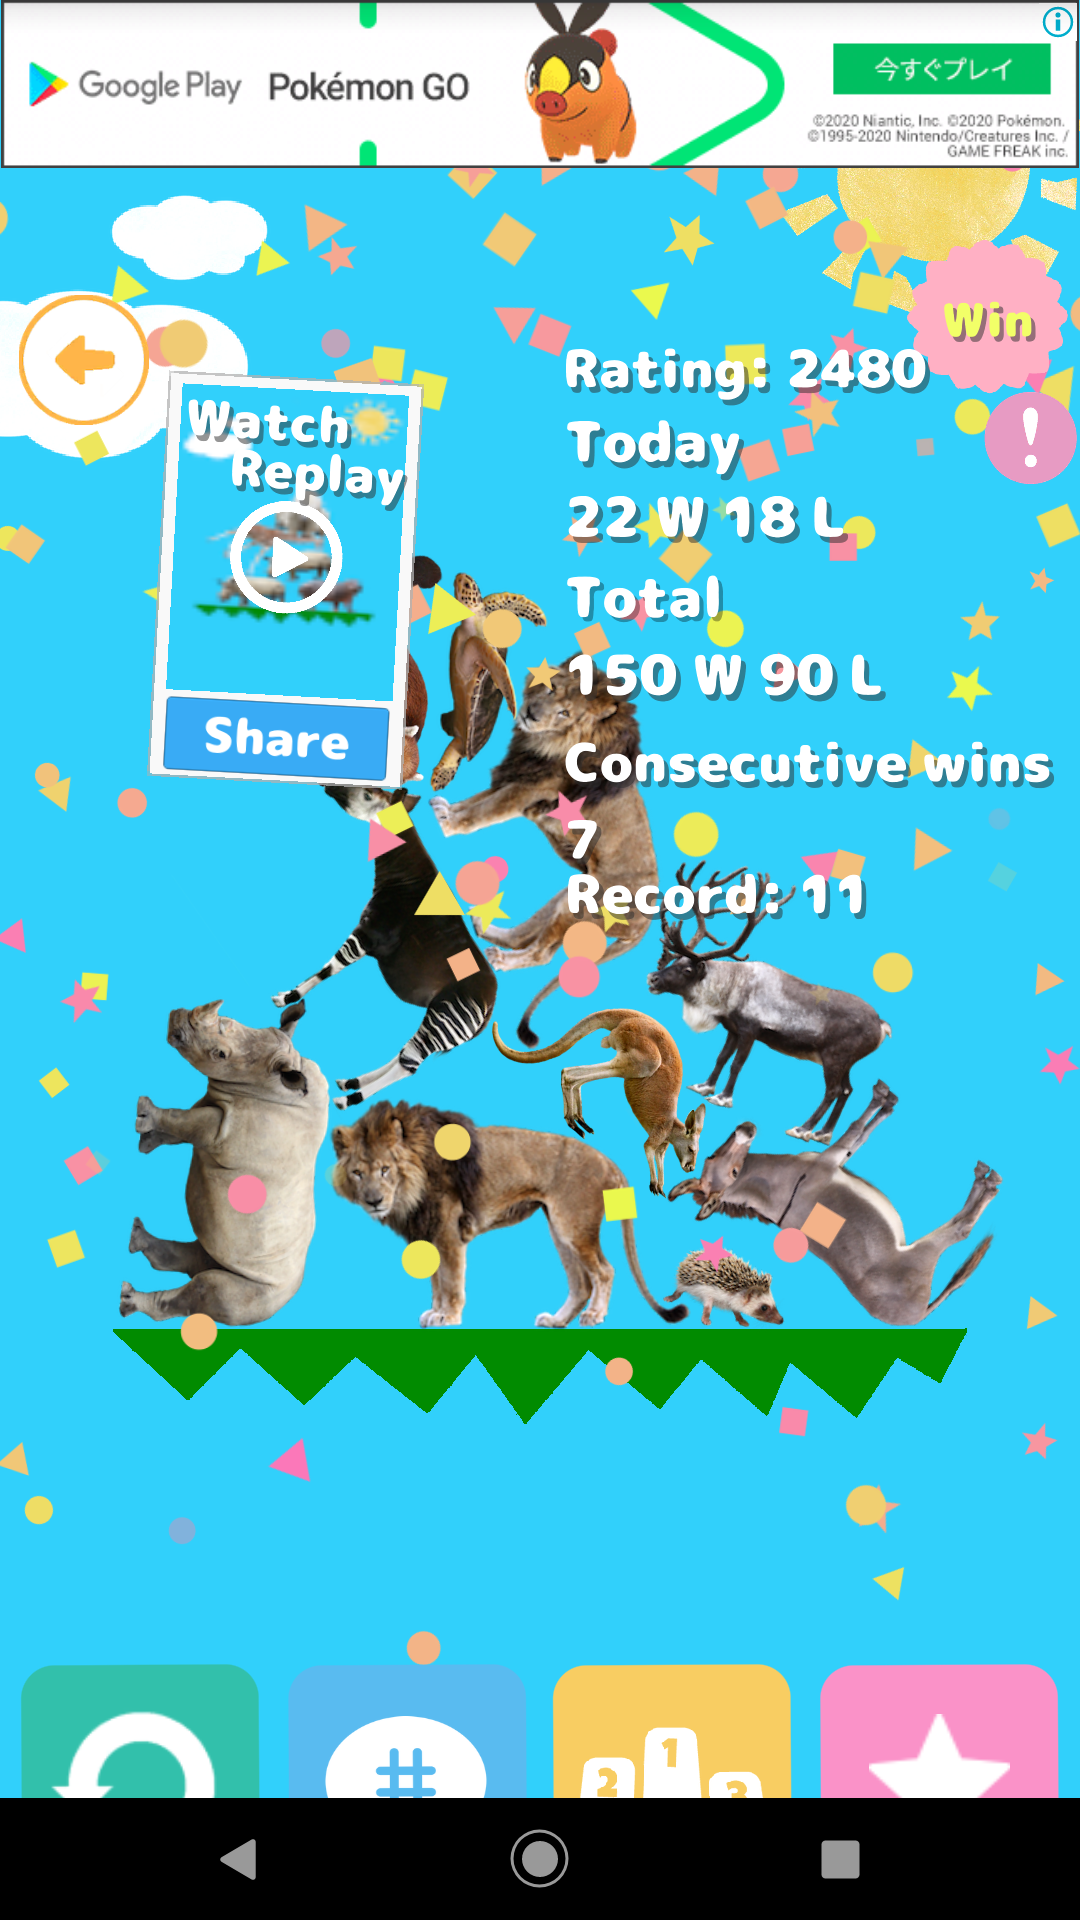 Google Play Pokémon GO
今すぐプレイ
©2020 Niantic, Inc. ©2020 Pokémon.
©1995-2020 Nintendo/Creatures Inc. /
GAME FREAK inc.
Win
!
Watch
Replay
Share
Rating: 2480
Today
22 W 18 L
Total
150 W 90 L
Consecutive wins
7
Record: 11
#
2 1 3